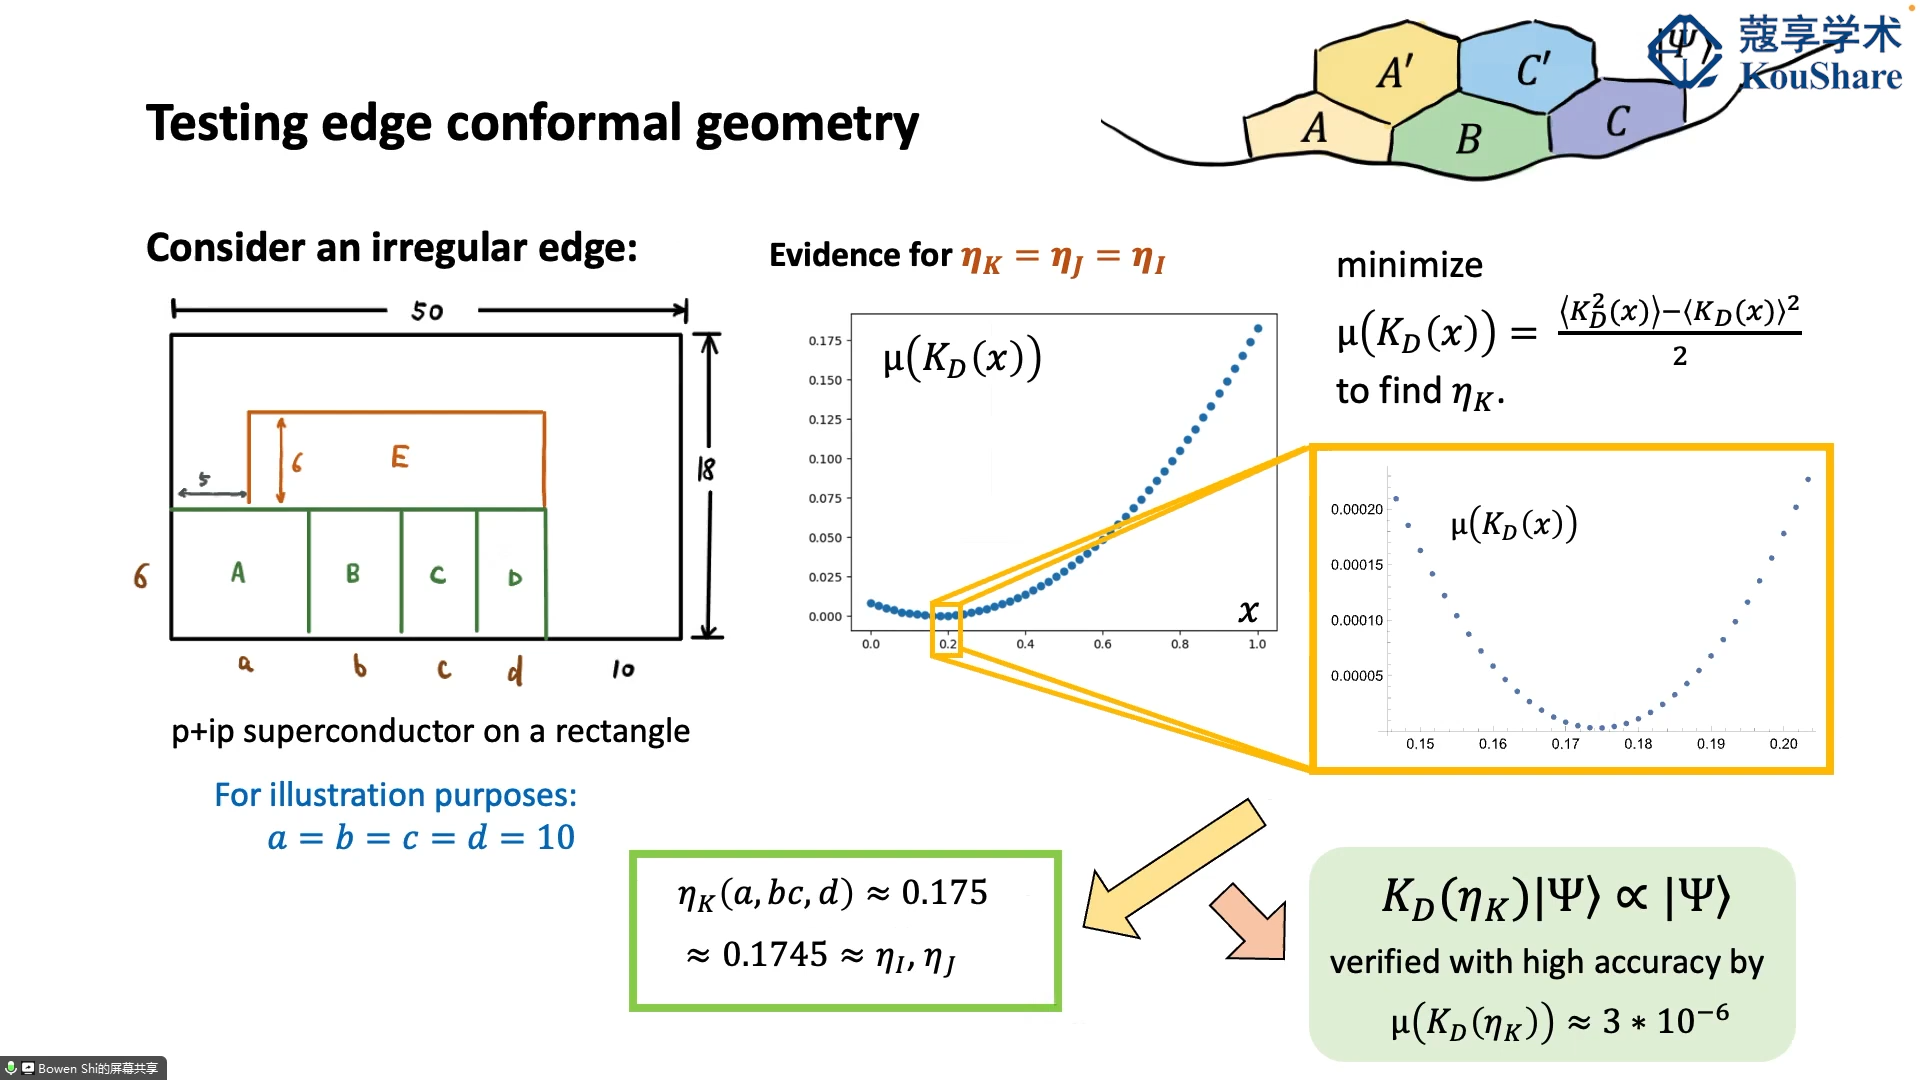 Testing edge conformal geometry
A′
C′
A
B
C
|Ψ⟩
蔻享学术
KouShare
Consider an irregular edge:
50
18
5
6
E
6
A
B
C
D
a
b
c
d
10
p+ip superconductor on a rectangle
For illustration purposes:
a = b = c = d = 10
Evidence for η_K = η_J = η_I
μ(K_D(x))
0.175
0.150
0.125
0.100
0.075
0.050
0.025
0.000
0.0 0.2 0.4 0.6 0.8 1.0
x
minimize
μ(K_D(x)) = (⟨K_D²(x)⟩−⟨K_D(x)⟩²)/2
to find η_K.
μ(K_D(x))
0.00020
0.00015
0.00010
0.00005
0.15 0.16 0.17 0.18 0.19 0.20
η_K(a, bc, d) ≈ 0.175
≈ 0.1745 ≈ η_I, η_J
K_D(η_K)|Ψ⟩ ∝ |Ψ⟩
verified with high accuracy by
μ(K_D(η_K)) ≈ 3 * 10⁻⁶
Bowen Shi的屏幕共享